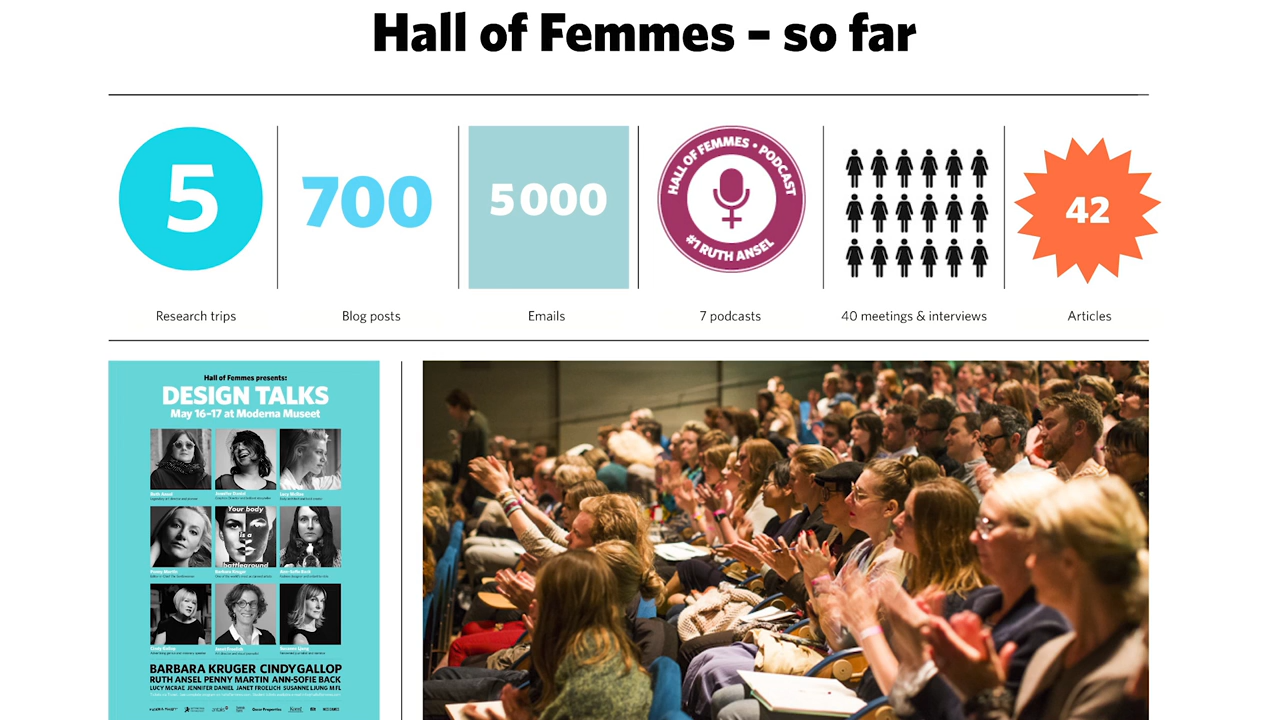 Hall of Femmes – so far
5
700
5 000
HALL OF FEMMES • PODCAST
#1 RUTH ANSEL
42
Research trips
Blog posts
Emails
7 podcasts
40 meetings & interviews
Articles
Hall of Femmes presents:
DESIGN TALKS
May 16–17 at Moderna Museet
Your body
is a
battleground
BARBARA KRUGER CINDY GALLOP
RUTH ANSEL PENNY MARTIN ANN-SOFIE BACK
LUCY MCRAE JENNIFER DANIEL JANET FROELICH SUSANNE LJUNG M FL